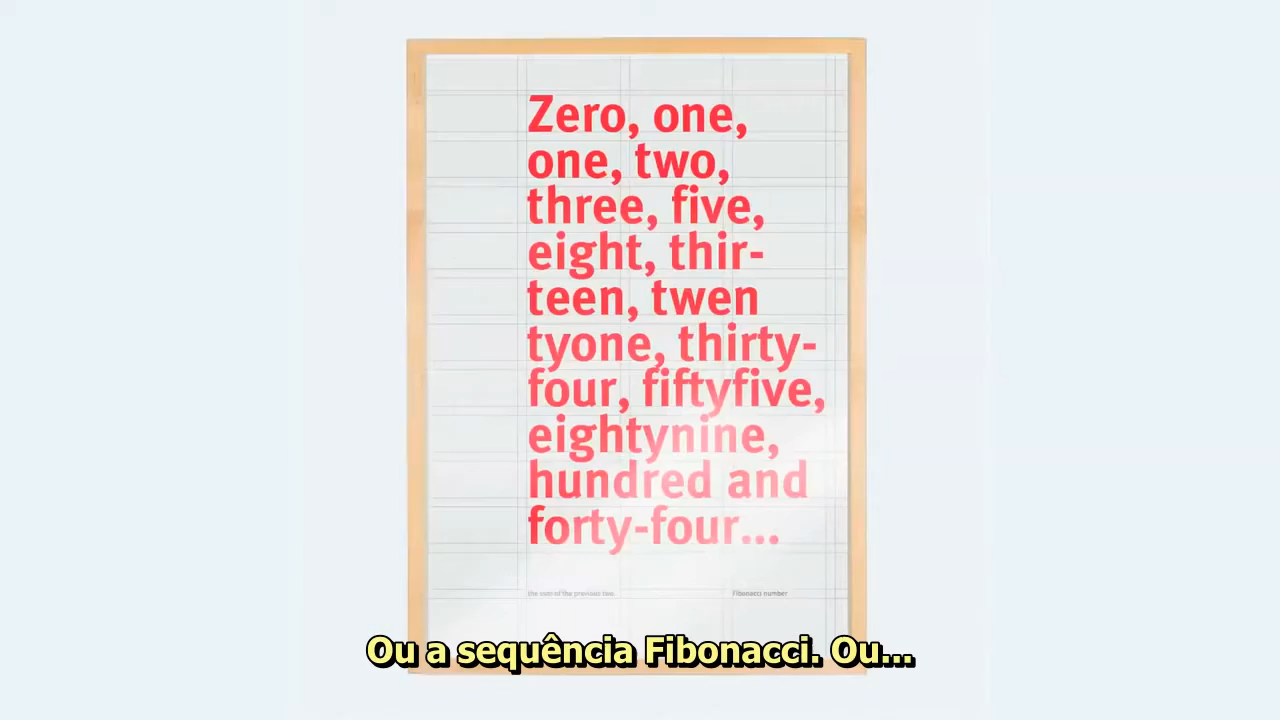 Zero, one,
one, two,
three, five,
eight, thir-
teen, twen
tyone, thirty-
four, fiftyfive,
eightynine,
hundred and
forty-four...
the sum of the previous two. Fibonacci number
Ou a sequência Fibonacci. Ou...